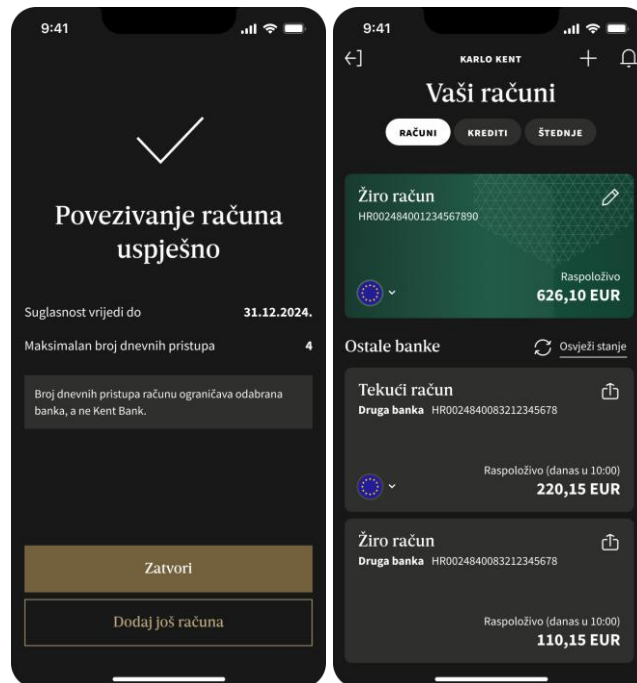 9:41
Povezivanje računa
uspješno
Suglasnost vrijedi do 31.12.2024.
Maksimalan broj dnevnih pristupa 4
Broj dnevnih pristupa računu ograničava odabrana
banka, a ne Kent Bank.
Zatvori
Dodaj još računa
9:41
KARLO KENT
Vaši računi
RAČUNI KREDITI ŠTEDNJE
Žiro račun
HR002484001234567890
Raspoloživo
626,10 EUR
Ostale banke Osvježi stanje
Tekući račun
Druga banka HR0024840083212345678
Raspoloživo (danas u 10:00)
220,15 EUR
Žiro račun
Druga banka HR0024840083212345678
Raspoloživo (danas u 10:00)
110,15 EUR